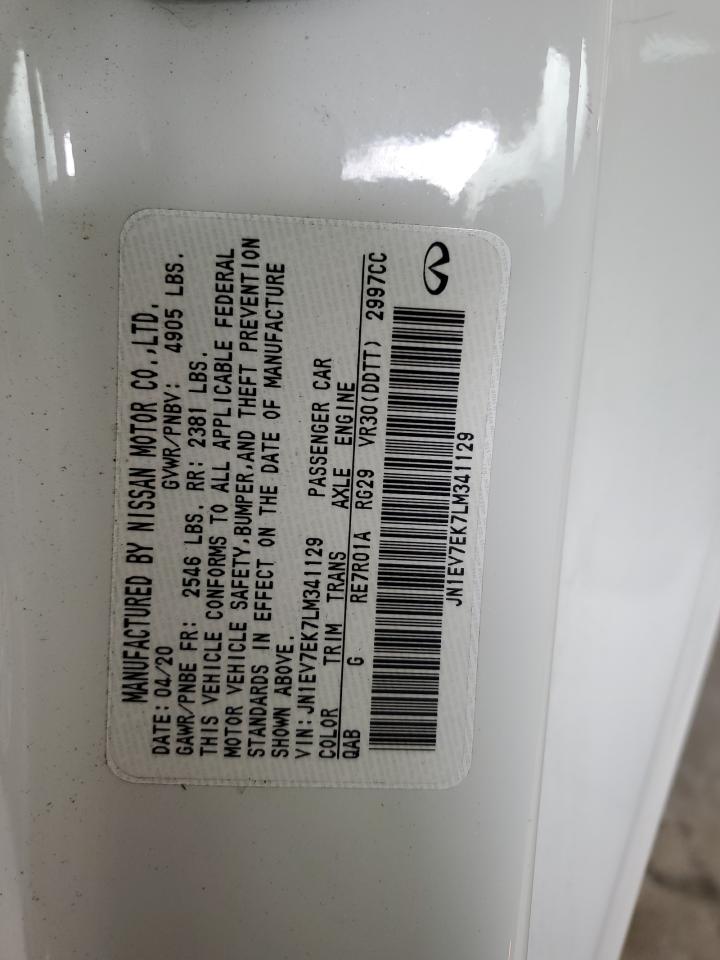 MANUFACTURED BY NISSAN MOTOR CO.,LTD.
DATE: 04/20 GVWR/PNBV: 4905 LBS.
GAWR/PNBE FR: 2546 LBS. RR: 2381 LBS.
THIS VEHICLE CONFORMS TO ALL APPLICABLE FEDERAL
MOTOR VEHICLE SAFETY,BUMPER,AND THEFT PREVENTION
STANDARDS IN EFFECT ON THE DATE OF MANUFACTURE
SHOWN ABOVE.
VIN:JN1EV7EK7LM341129 PASSENGER CAR
COLOR TRIM TRANS AXLE ENGINE
QAB G RE7R01A RG29 VR30(DDTT) 2997CC
JN1EV7EK7LM341129